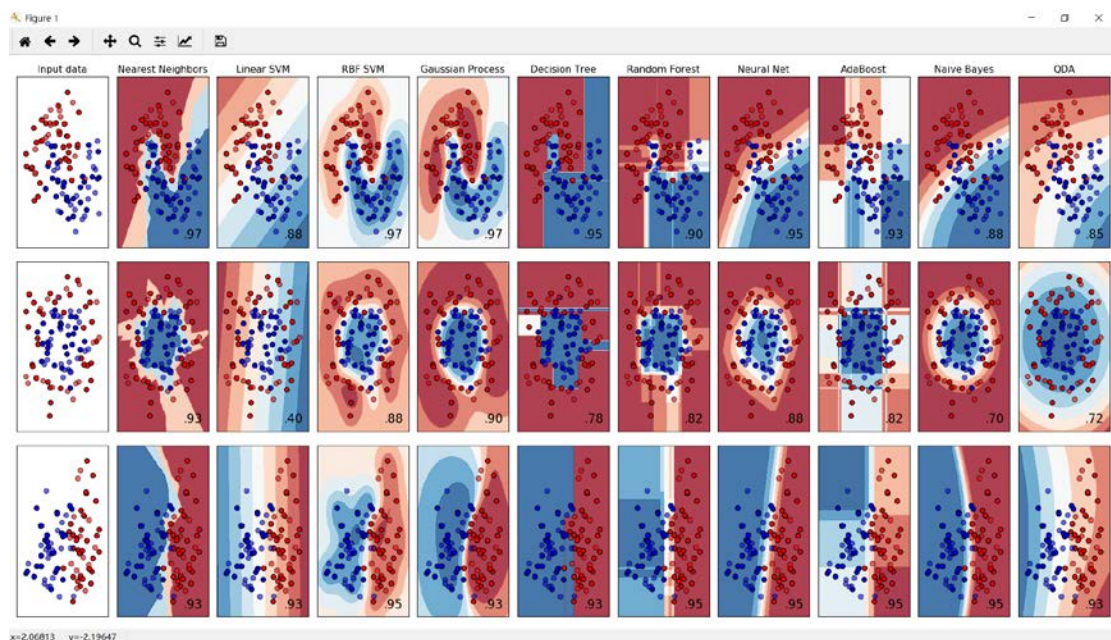 Figure 1
Input data Nearest Neighbors Linear SVM RBF SVM Gaussian Process Decision Tree Random Forest Neural Net AdaBoost Naive Bayes QDA
.97 .88 .97 .97 .95 .90 .95 .93 .88 .85
.93 .40 .88 .90 .78 .82 .88 .82 .70 .72
.93 .93 .95 .93 .93 .95 .95 .95 .95 .93
x=2.06813 y=-2.19647